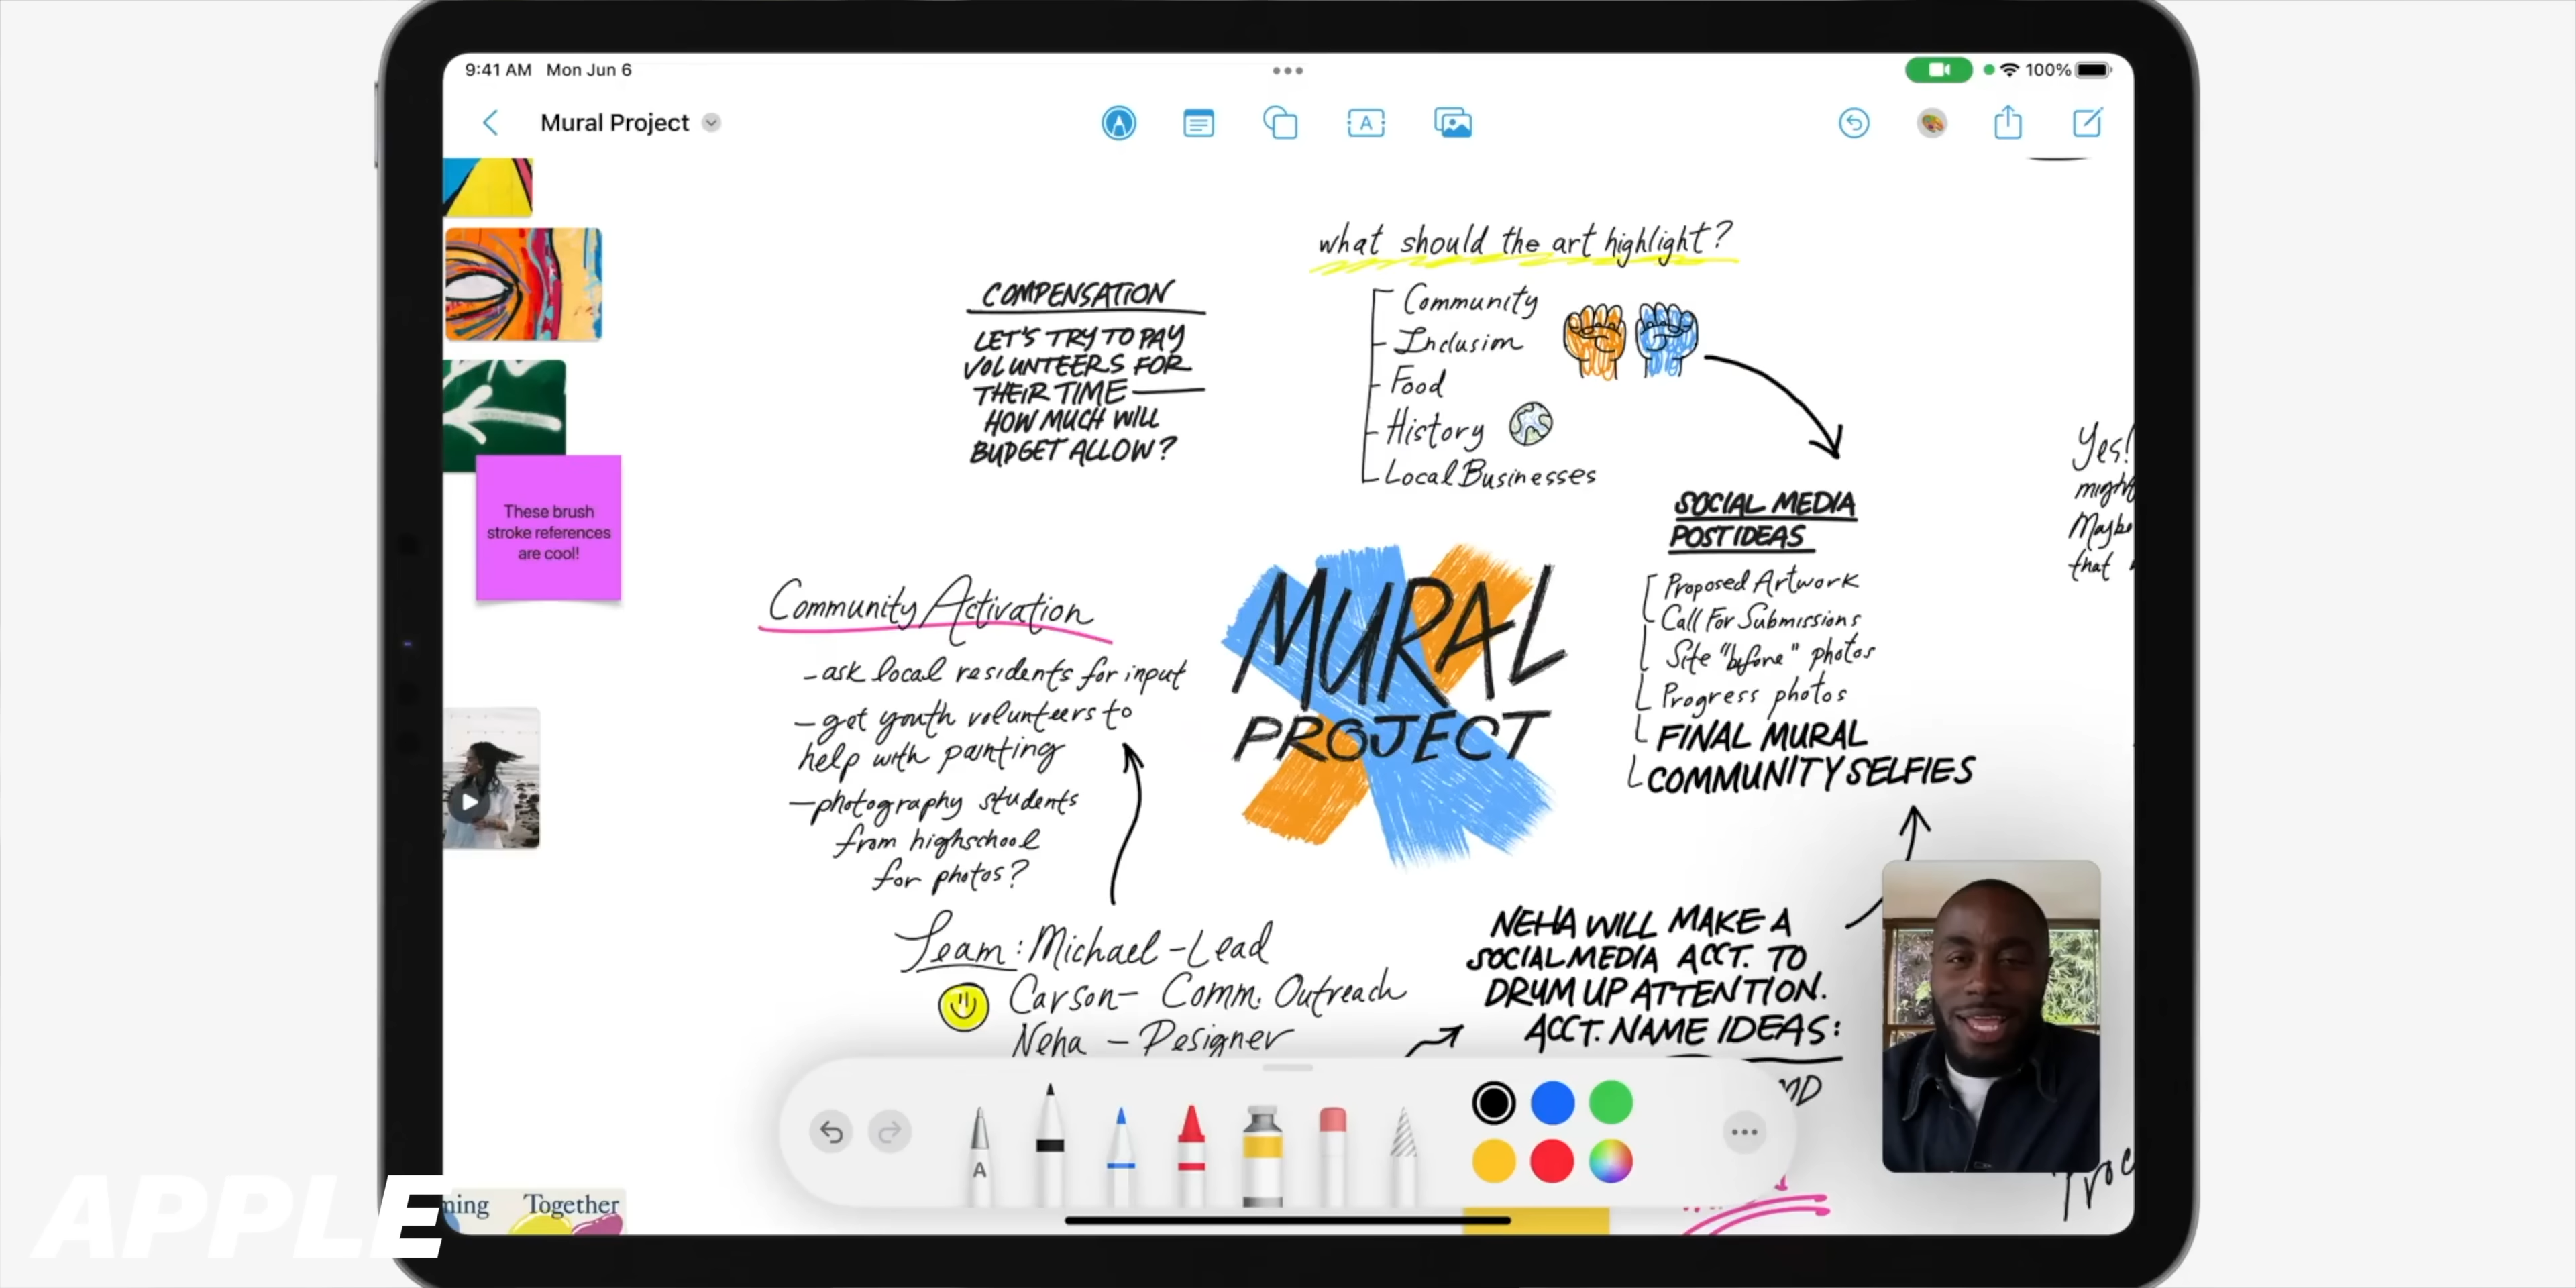 9:41 AM Mon Jun 6
100%
Mural Project
A
what should the art highlight?
Community
Inclusion
Food
History
Local Businesses
COMPENSATION
LET'S TRY TO PAY
VOLUNTEERS FOR
THEIR TIME —
HOW MUCH WILL
BUDGET ALLOW?
These brush
stroke references
are cool!
SOCIAL MEDIA
POST IDEAS
Proposed Artwork
Call For Submissions
Site "before" photos
Progress photos
FINAL MURAL
COMMUNITY SELFIES
Yes!
might
Maybe
that
Community Activation
- ask local residents for input
- get youth volunteers to
help with painting
- photography students
from highschool
for photos?
MURAL
PROJECT
Team: Michael - Lead
Carson - Comm. Outreach
Neha - Designer
NEHA WILL MAKE A
SOCIAL MEDIA ACCT. TO
DRUM UP ATTENTION.
ACCT. NAME IDEAS:
A
ming Together
APPLE